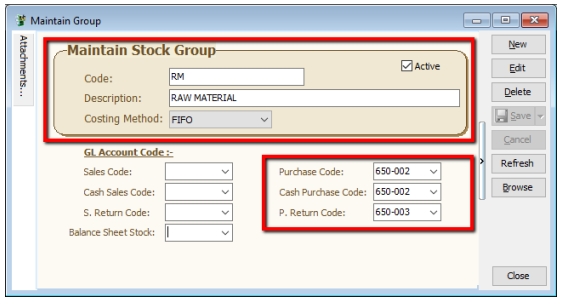 Maintain Group
Attachments...
Maintain Stock Group
Active
Code: RM
Description: RAW MATERIAL
Costing Method: FIFO
GL Account Code :-
Sales Code:
Cash Sales Code:
S. Return Code:
Balance Sheet Stock:
Purchase Code: 650-002
Cash Purchase Code: 650-002
P. Return Code: 650-003
New
Edit
Delete
Save
Cancel
Refresh
Browse
Close